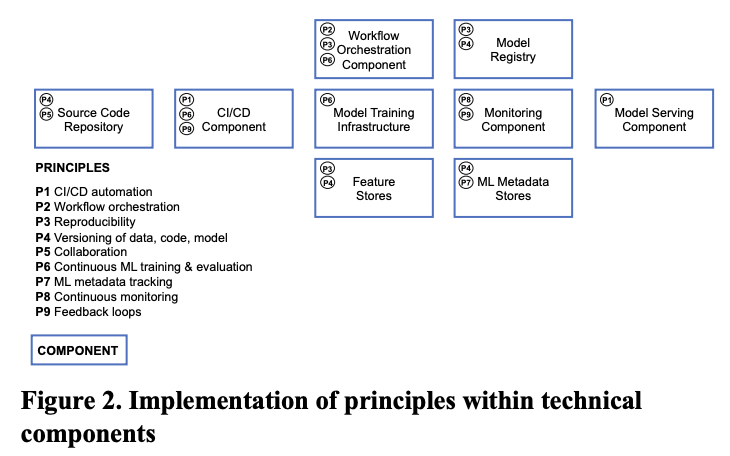 P2
P3
P6
Workflow
Orchestration
Component
P3
P4
Model
Registry
P4
P5
Source Code
Repository
P1
P6
P9
CI/CD
Component
P6
Model Training
Infrastructure
P8
P9
Monitoring
Component
P1
Model Serving
Component
P3
P4
Feature
Stores
P4
P7
ML Metadata
Stores
PRINCIPLES
P1 CI/CD automation
P2 Workflow orchestration
P3 Reproducibility
P4 Versioning of data, code, model
P5 Collaboration
P6 Continuous ML training & evaluation
P7 ML metadata tracking
P8 Continuous monitoring
P9 Feedback loops
COMPONENT
Figure 2. Implementation of principles within technical
components